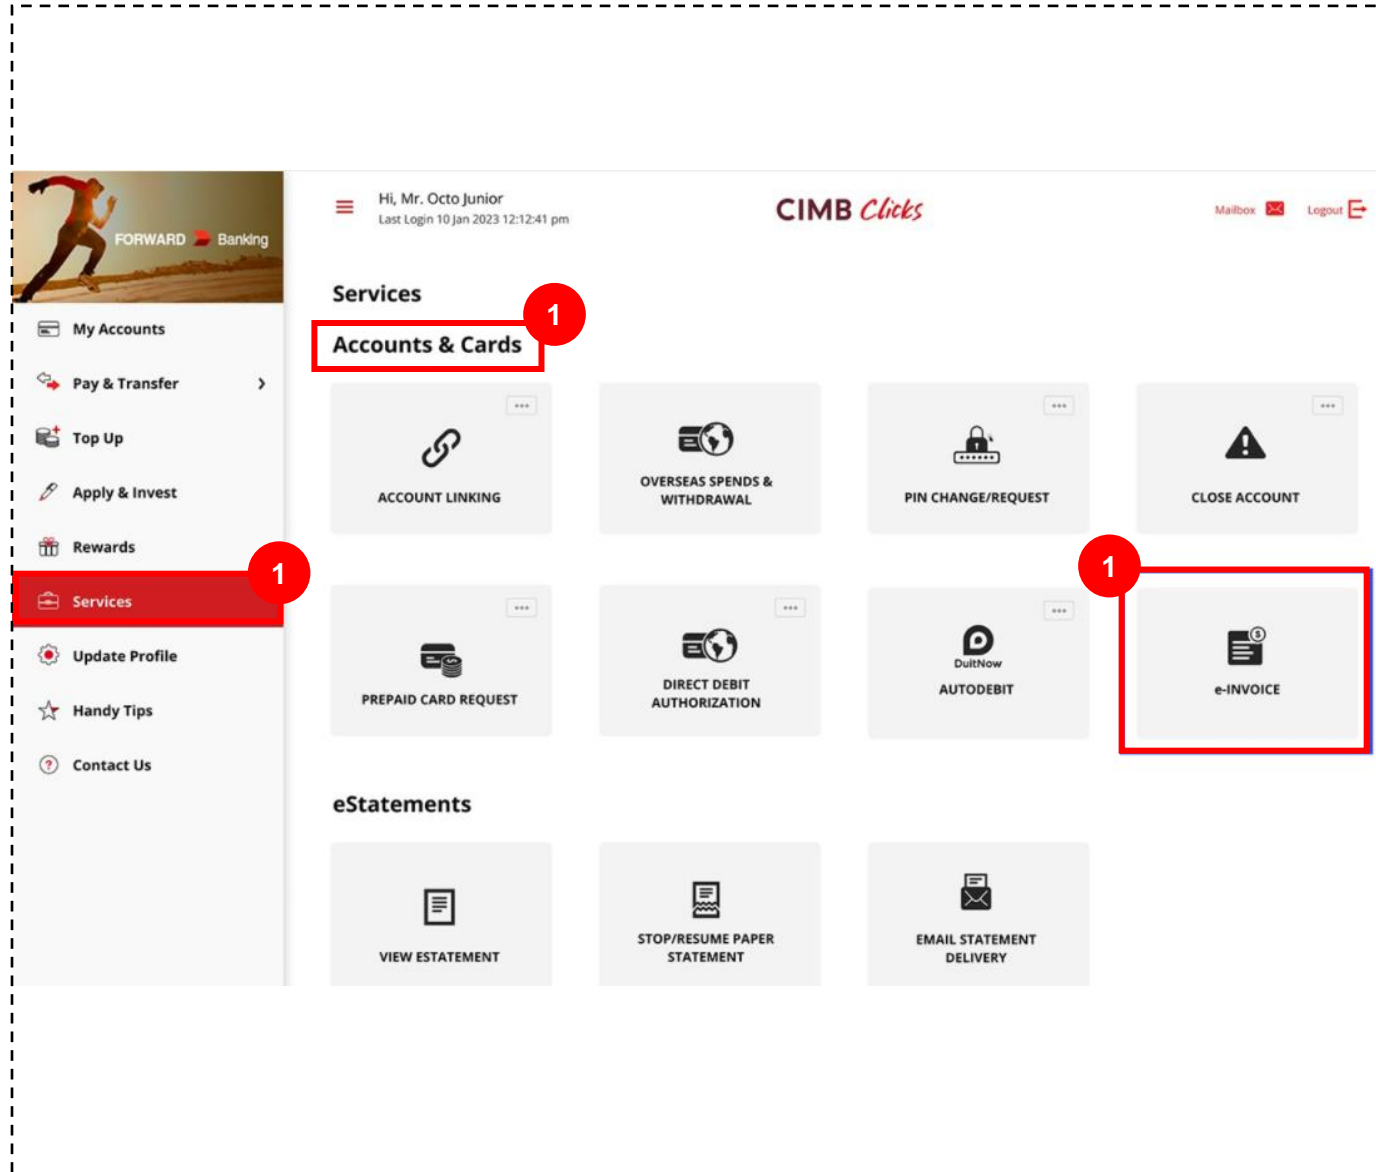 FORWARD Banking
Hi, Mr. Octo Junior
Last Login 10 Jan 2023 12:12:41 pm
CIMB Clicks
Mailbox
Logout
My Accounts
Pay & Transfer
Top Up
Apply & Invest
Rewards
1
Services
Update Profile
Handy Tips
Contact Us
Services
1
Accounts & Cards
ACCOUNT LINKING
OVERSEAS SPENDS &
WITHDRAWAL
PIN CHANGE/REQUEST
CLOSE ACCOUNT
PREPAID CARD REQUEST
DIRECT DEBIT
AUTHORIZATION
DuitNow
AUTODEBIT
1
e-INVOICE
eStatements
VIEW ESTATEMENT
STOP/RESUME PAPER
STATEMENT
EMAIL STATEMENT
DELIVERY